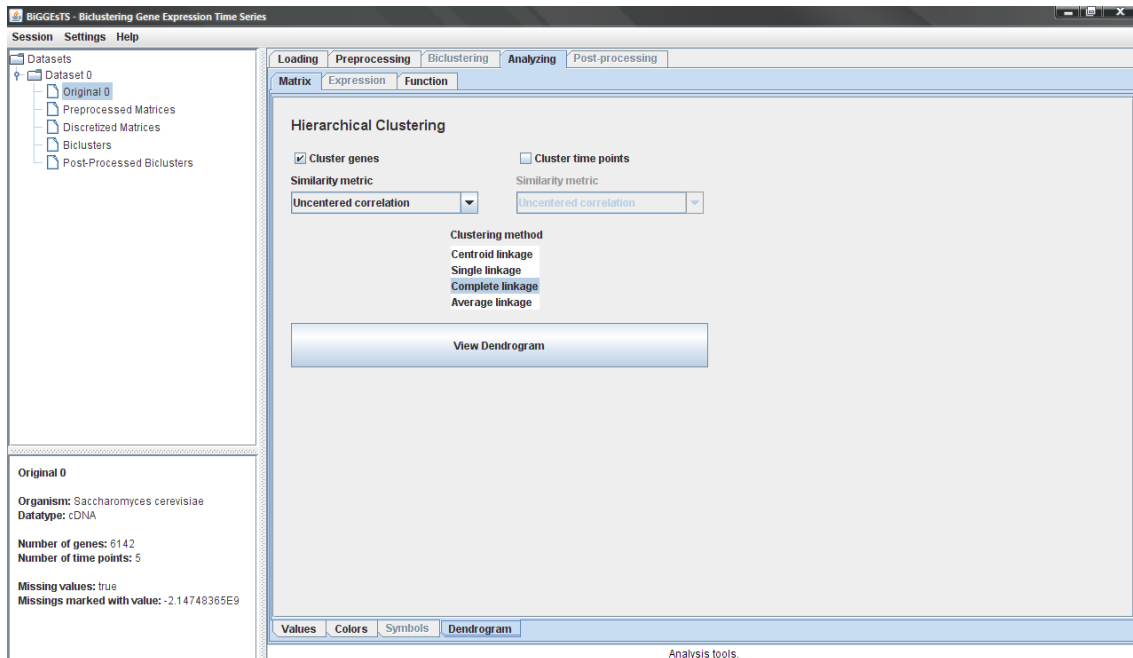 BiGGEsTS - Biclustering Gene Expression Time Series
Session Settings Help
Datasets
Dataset 0
Original 0
Preprocessed Matrices
Discretized Matrices
Biclusters
Post-Processed Biclusters
Loading Preprocessing Biclustering Analyzing Post-processing
Matrix Expression Function
Hierarchical Clustering
Cluster genes Cluster time points
Similarity metric Similarity metric
Uncentered correlation Uncentered correlation
Clustering method
Centroid linkage
Single linkage
Complete linkage
Average linkage
View Dendrogram
Original 0
Organism: Saccharomyces cerevisiae
Datatype: cDNA
Number of genes: 6142
Number of time points: 5
Missing values: true
Missings marked with value: -2.14748365E9
Values Colors Symbols Dendrogram
Analysis tools.